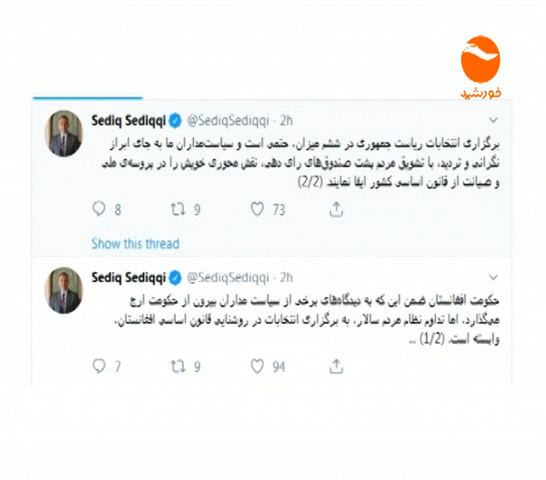 خورشید
Sediq Sediqqi @SediqSediqqi · 2h
برگزاری انتخابات ریاست جمهوری در ششم میزان، حتمی است و سیاست‌مداران ما به جای ابراز
نگرانی و تردید، با تشویق مردم پشت صندوق‌های رای دهی، نقش محوری خویش را در پروسه‌ی ملی
و صیانت از قانون اساسی کشور ایفا نمایند. (2/2)
8 9 73
Show this thread
Sediq Sediqqi @SediqSediqqi · 2h
حکومت افغانستان ضمن این که به دیدگاه‌های برخی از سیاست مداران بیرون از حکومت ارج
می‌گذارد، اما تداوم نظام مردم سالار، به برگزاری انتخابات در روشنایی قانون اساسی افغانستان،
وابسته است. (1/2) ...
7 9 94